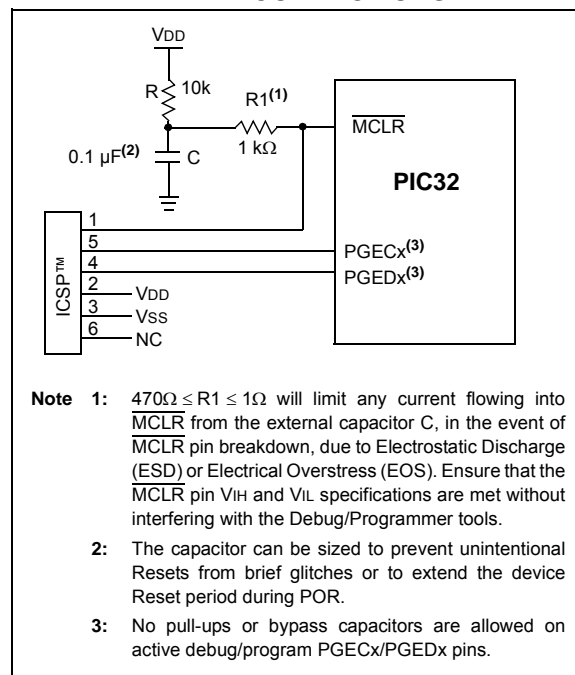 VDD
R 10k
R1(1)
0.1 µF(2) C
1 kΩ
MCLR
PIC32
1
5 PGECx(3)
4 PGEDx(3)
2 VDD
3 VSS
6 NC
ICSP™
Note 1: 470Ω ≤ R1 ≤ 1Ω will limit any current flowing into
MCLR from the external capacitor C, in the event of
MCLR pin breakdown, due to Electrostatic Discharge
(ESD) or Electrical Overstress (EOS). Ensure that the
MCLR pin VIH and VIL specifications are met without
interfering with the Debug/Programmer tools.
2: The capacitor can be sized to prevent unintentional
Resets from brief glitches or to extend the device
Reset period during POR.
3: No pull-ups or bypass capacitors are allowed on
active debug/program PGECx/PGEDx pins.